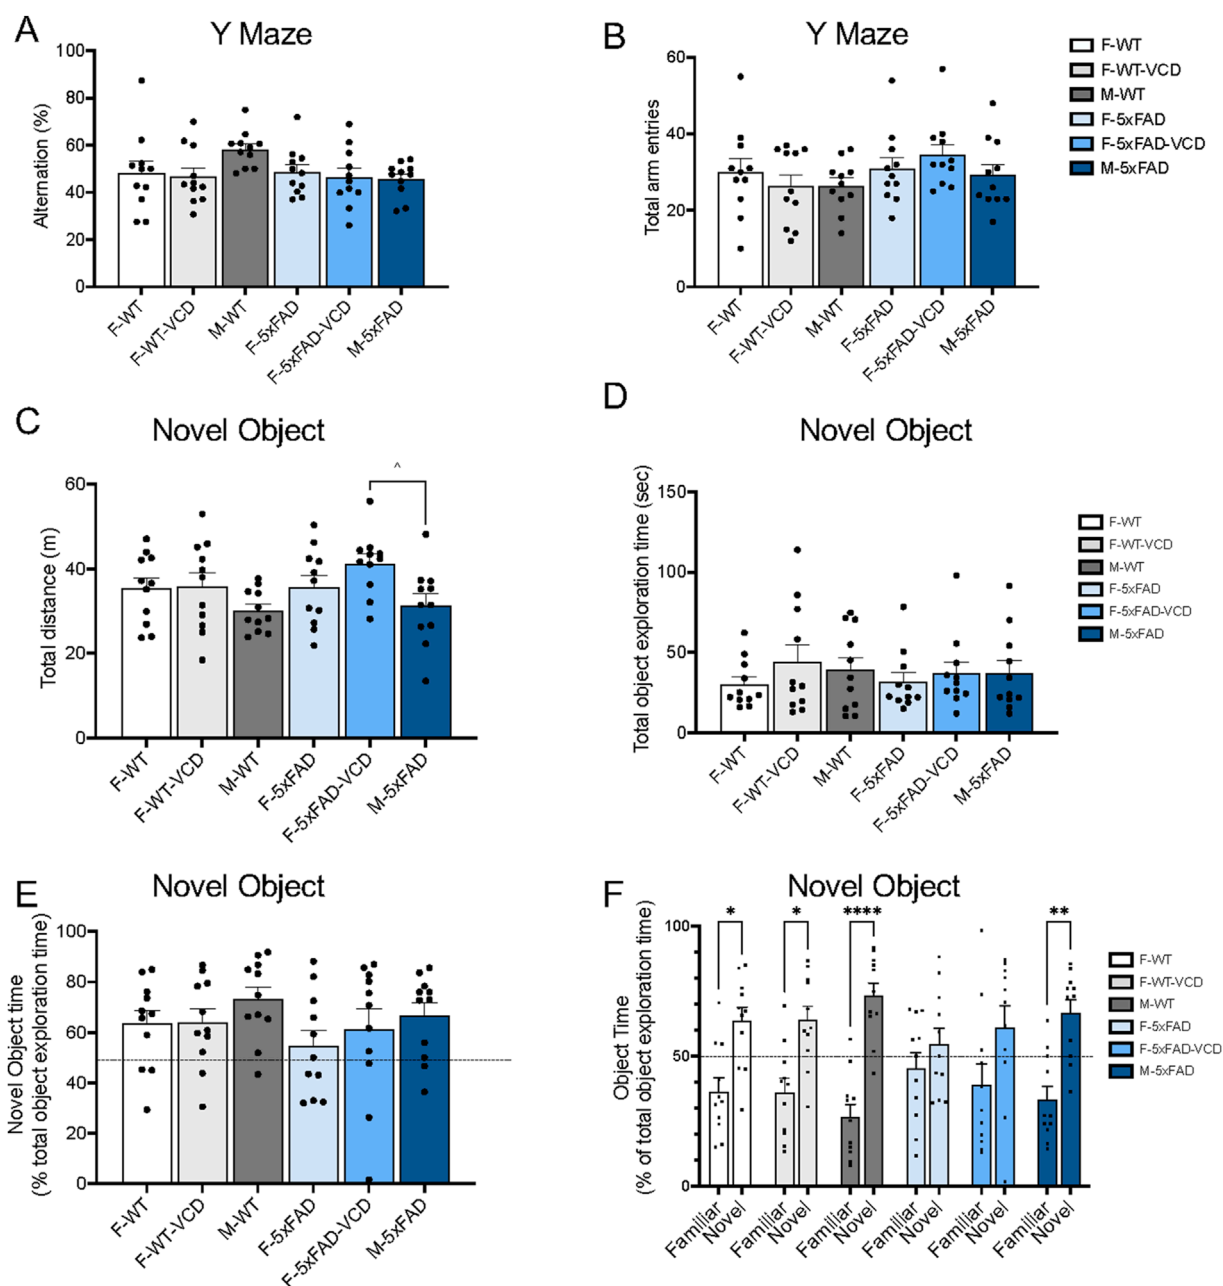 A
Y Maze
Alternation (%)
100
80
60
40
20
0
F-WT
F-WT-VCD
M-WT
F-5xFAD
F-5xFAD-VCD
M-5xFAD
B
Y Maze
Total arm entries
60
40
20
0
F-WT
F-WT-VCD
M-WT
F-5xFAD
F-5xFAD-VCD
M-5xFAD
F-WT
F-WT-VCD
M-WT
F-5xFAD
F-5xFAD-VCD
M-5xFAD
C
Novel Object
Total distance (m)
60
40
20
0
^
F-WT
F-WT-VCD
M-WT
F-5xFAD
F-5xFAD-VCD
M-5xFAD
D
Novel Object
Total object exploration time (sec)
150
100
50
0
F-WT
F-WT-VCD
M-WT
F-5xFAD
F-5xFAD-VCD
M-5xFAD
F-WT
F-WT-VCD
M-WT
F-5xFAD
F-5xFAD-VCD
M-5xFAD
E
Novel Object
Novel Object time
(% total object exploration time)
100
80
60
40
20
0
F-WT
F-WT-VCD
M-WT
F-5xFAD
F-5xFAD-VCD
M-5xFAD
F
Novel Object
Object Time
(% of total object exploration time)
100
50
0
*
*
****
**
Familiar
Novel
Familiar
Novel
Familiar
Novel
Familiar
Novel
Familiar
Novel
Familiar
Novel
F-WT
F-WT-VCD
M-WT
F-5xFAD
F-5xFAD-VCD
M-5xFAD